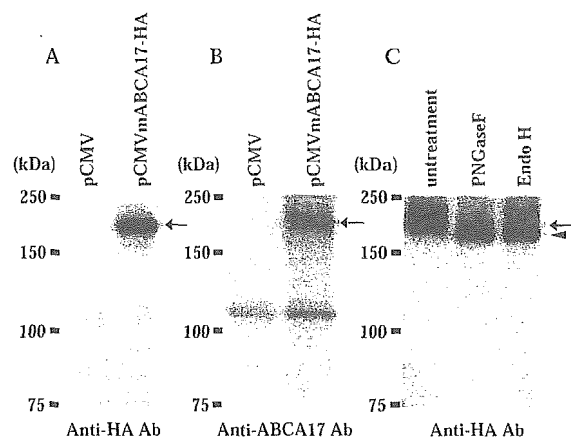 A
B
C
pCMV
pCMVmABCA17-HA
pCMV
pCMVmABCA17-HA
untreatment
PNGaseF
Endo H
(kDa)
(kDa)
(kDa)
250
150
100
75
250
150
100
75
250
150
100
75
Anti-HA Ab
Anti-ABCA17 Ab
Anti-HA Ab